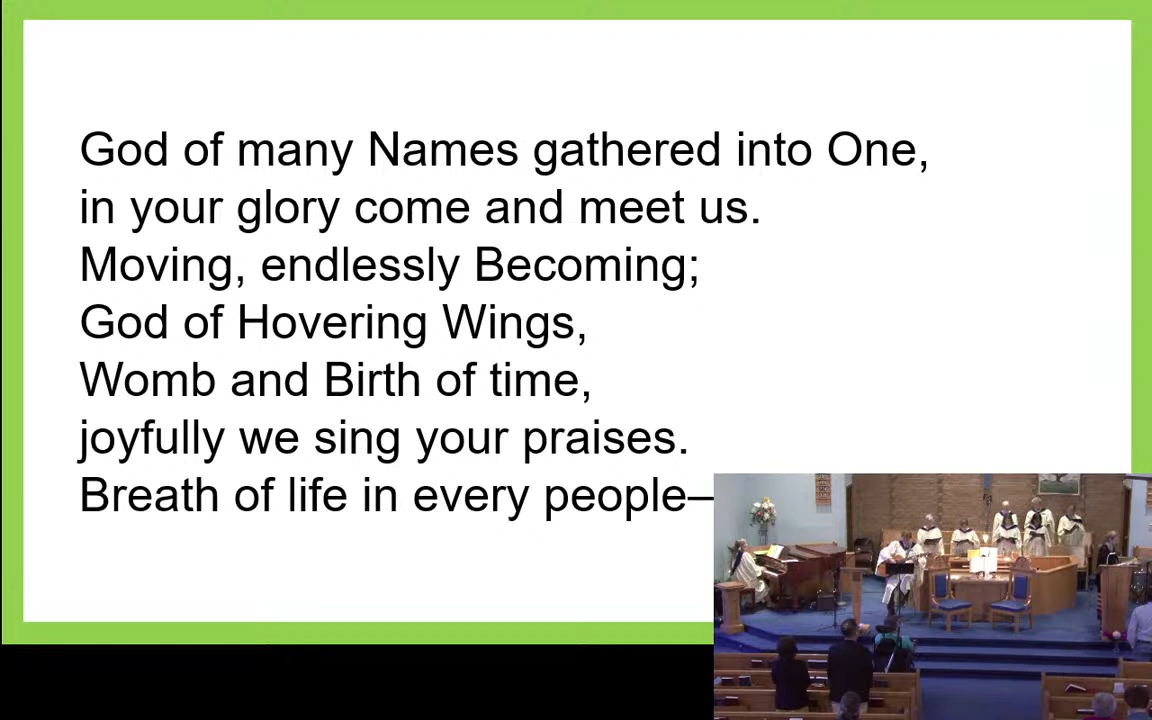 God of many Names gathered into One,
in your glory come and meet us.
Moving, endlessly Becoming;
God of Hovering Wings,
Womb and Birth of time,
joyfully we sing your praises.
Breath of life in every people–